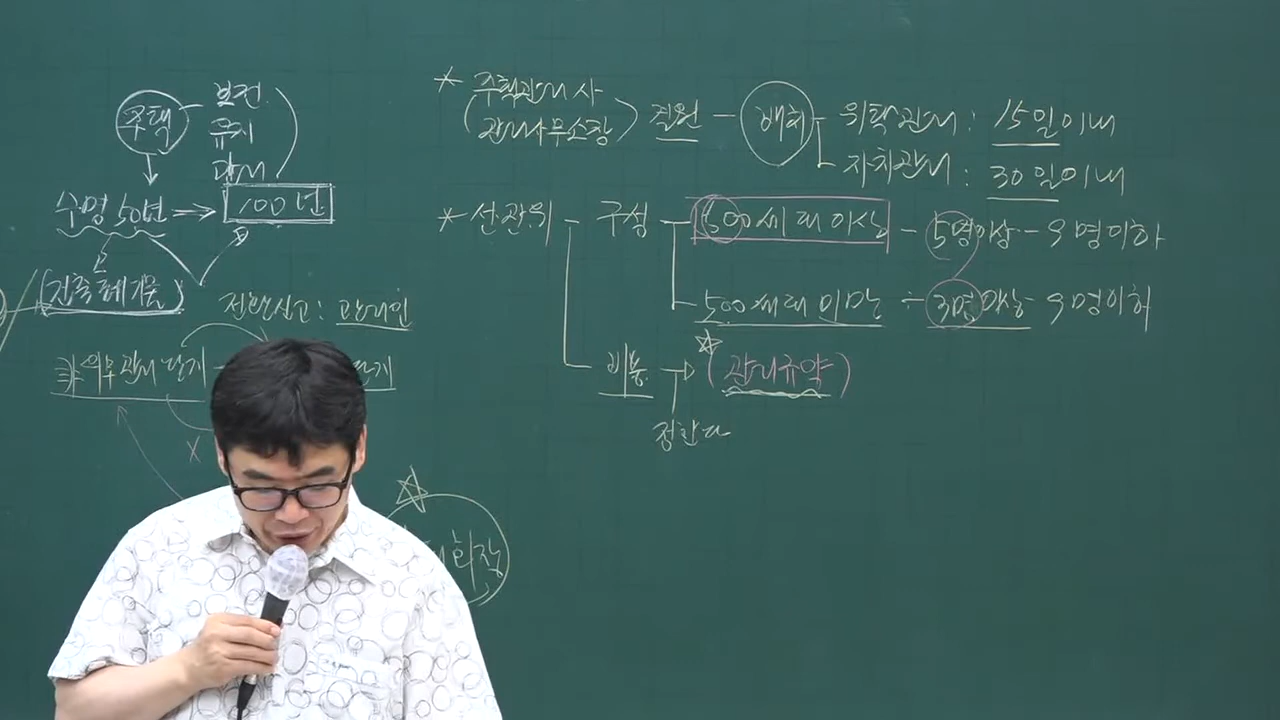 주택 보전
유지
관리
수명 50년 ⇒ 100년
(건축폐기물)
전환신고 : 관리인
의무관리단지
단지
X
회장
* 주택관리사
(관리사무소장) 직원 - 배치 - 위탁관리 : 15일이내
자치관리 : 30일이내
* 선관위 - 구성 - 500세대이상 - 5명이상 - 9명이하
500세대미만 ÷ 3명이상 - 9명이하
비용 → (관리규약)
정한다